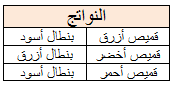 النواتج
قميص أزرق بنطال أسود
قميص أخضر بنطال أزرق
قميص أحمر بنطال أسود